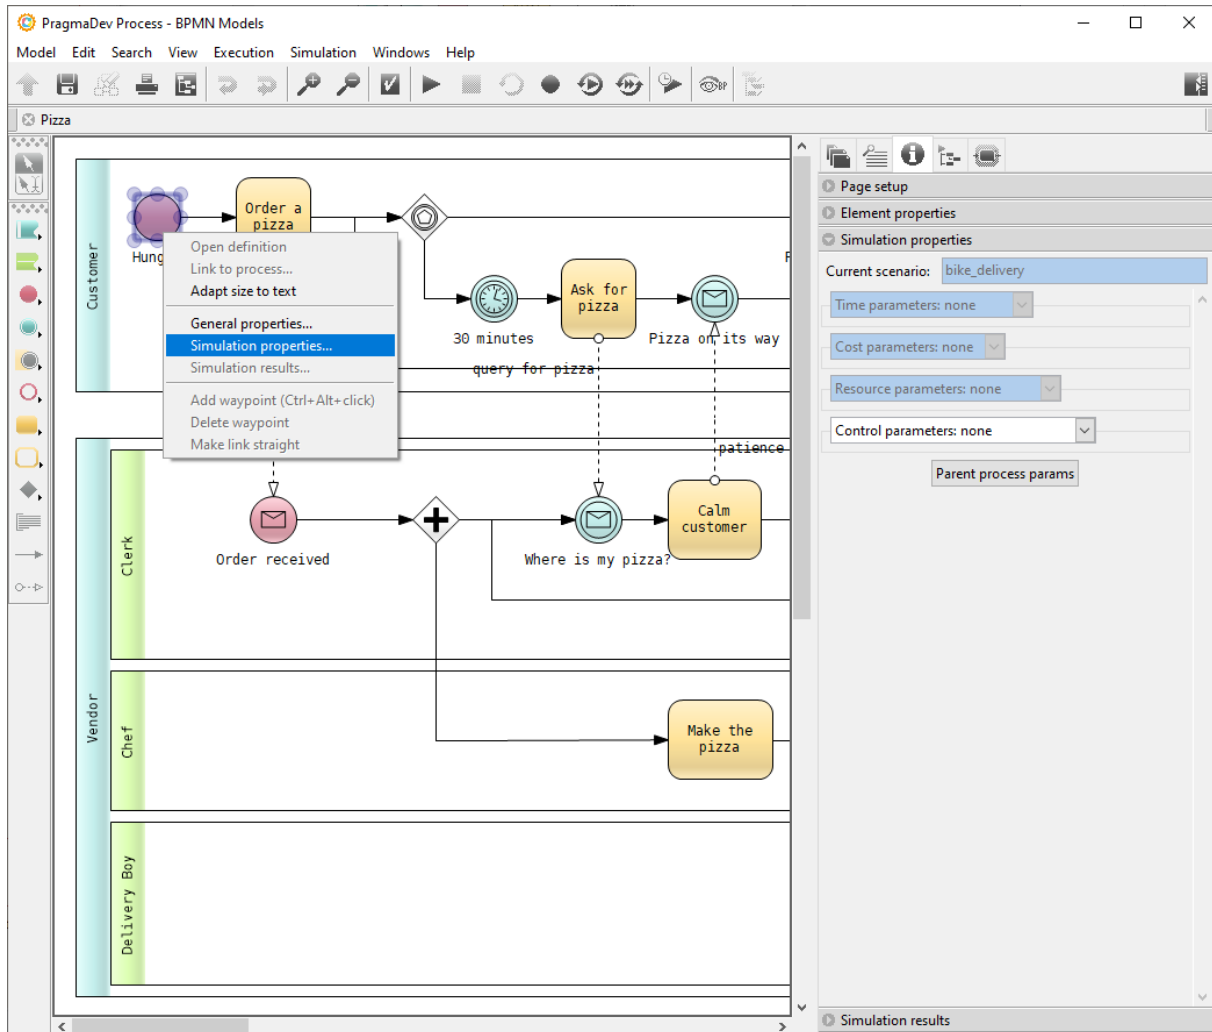 PragmaDev Process - BPMN Models
Model Edit Search View Execution Simulation Windows Help
BP
Pizza
Customer
Order a
pizza
Hung
Open definition
Link to process...
Adapt size to text
General properties...
Simulation properties...
Simulation results...
Add waypoint (Ctrl+Alt+click)
Delete waypoint
Make link straight
30 minutes
Ask for
pizza
Pizza on its way
query for pizza
patience
Vendor
Clerk
Order received
Where is my pizza?
Calm
customer
Chef
Make the
pizza
Delivery Boy
Page setup
Element properties
Simulation properties
Current scenario: bike_delivery
Time parameters: none
Cost parameters: none
Resource parameters: none
Control parameters: none
Parent process params
Simulation results